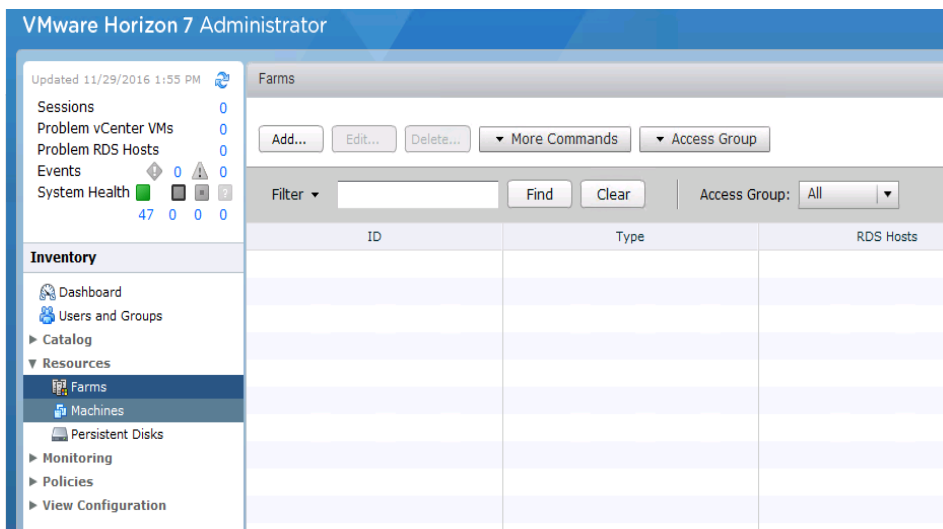 VMware Horizon 7 Administrator
Updated 11/29/2016 1:55 PM
Sessions 0
Problem vCenter VMs 0
Problem RDS Hosts 0
Events 0 0
System Health
47 0 0 0
Inventory
Dashboard
Users and Groups
Catalog
Resources
Farms
Machines
Persistent Disks
Monitoring
Policies
View Configuration
Farms
Add... Edit... Delete... More Commands Access Group
Filter Find Clear Access Group: All
ID Type RDS Hosts